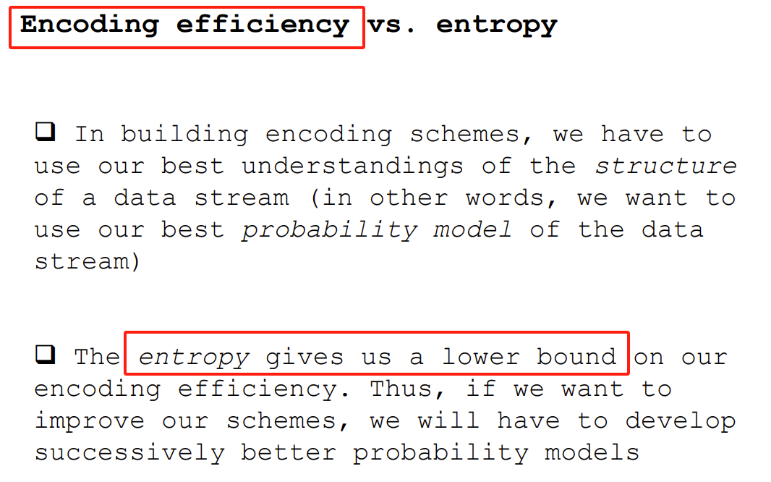 Encoding efficiency vs. entropy
❑ In building encoding schemes, we have to
use our best understandings of the structure
of a data stream (in other words, we want to
use our best probability model of the data
stream)
❑ The entropy gives us a lower bound on our
encoding efficiency. Thus, if we want to
improve our schemes, we will have to develop
successively better probability models